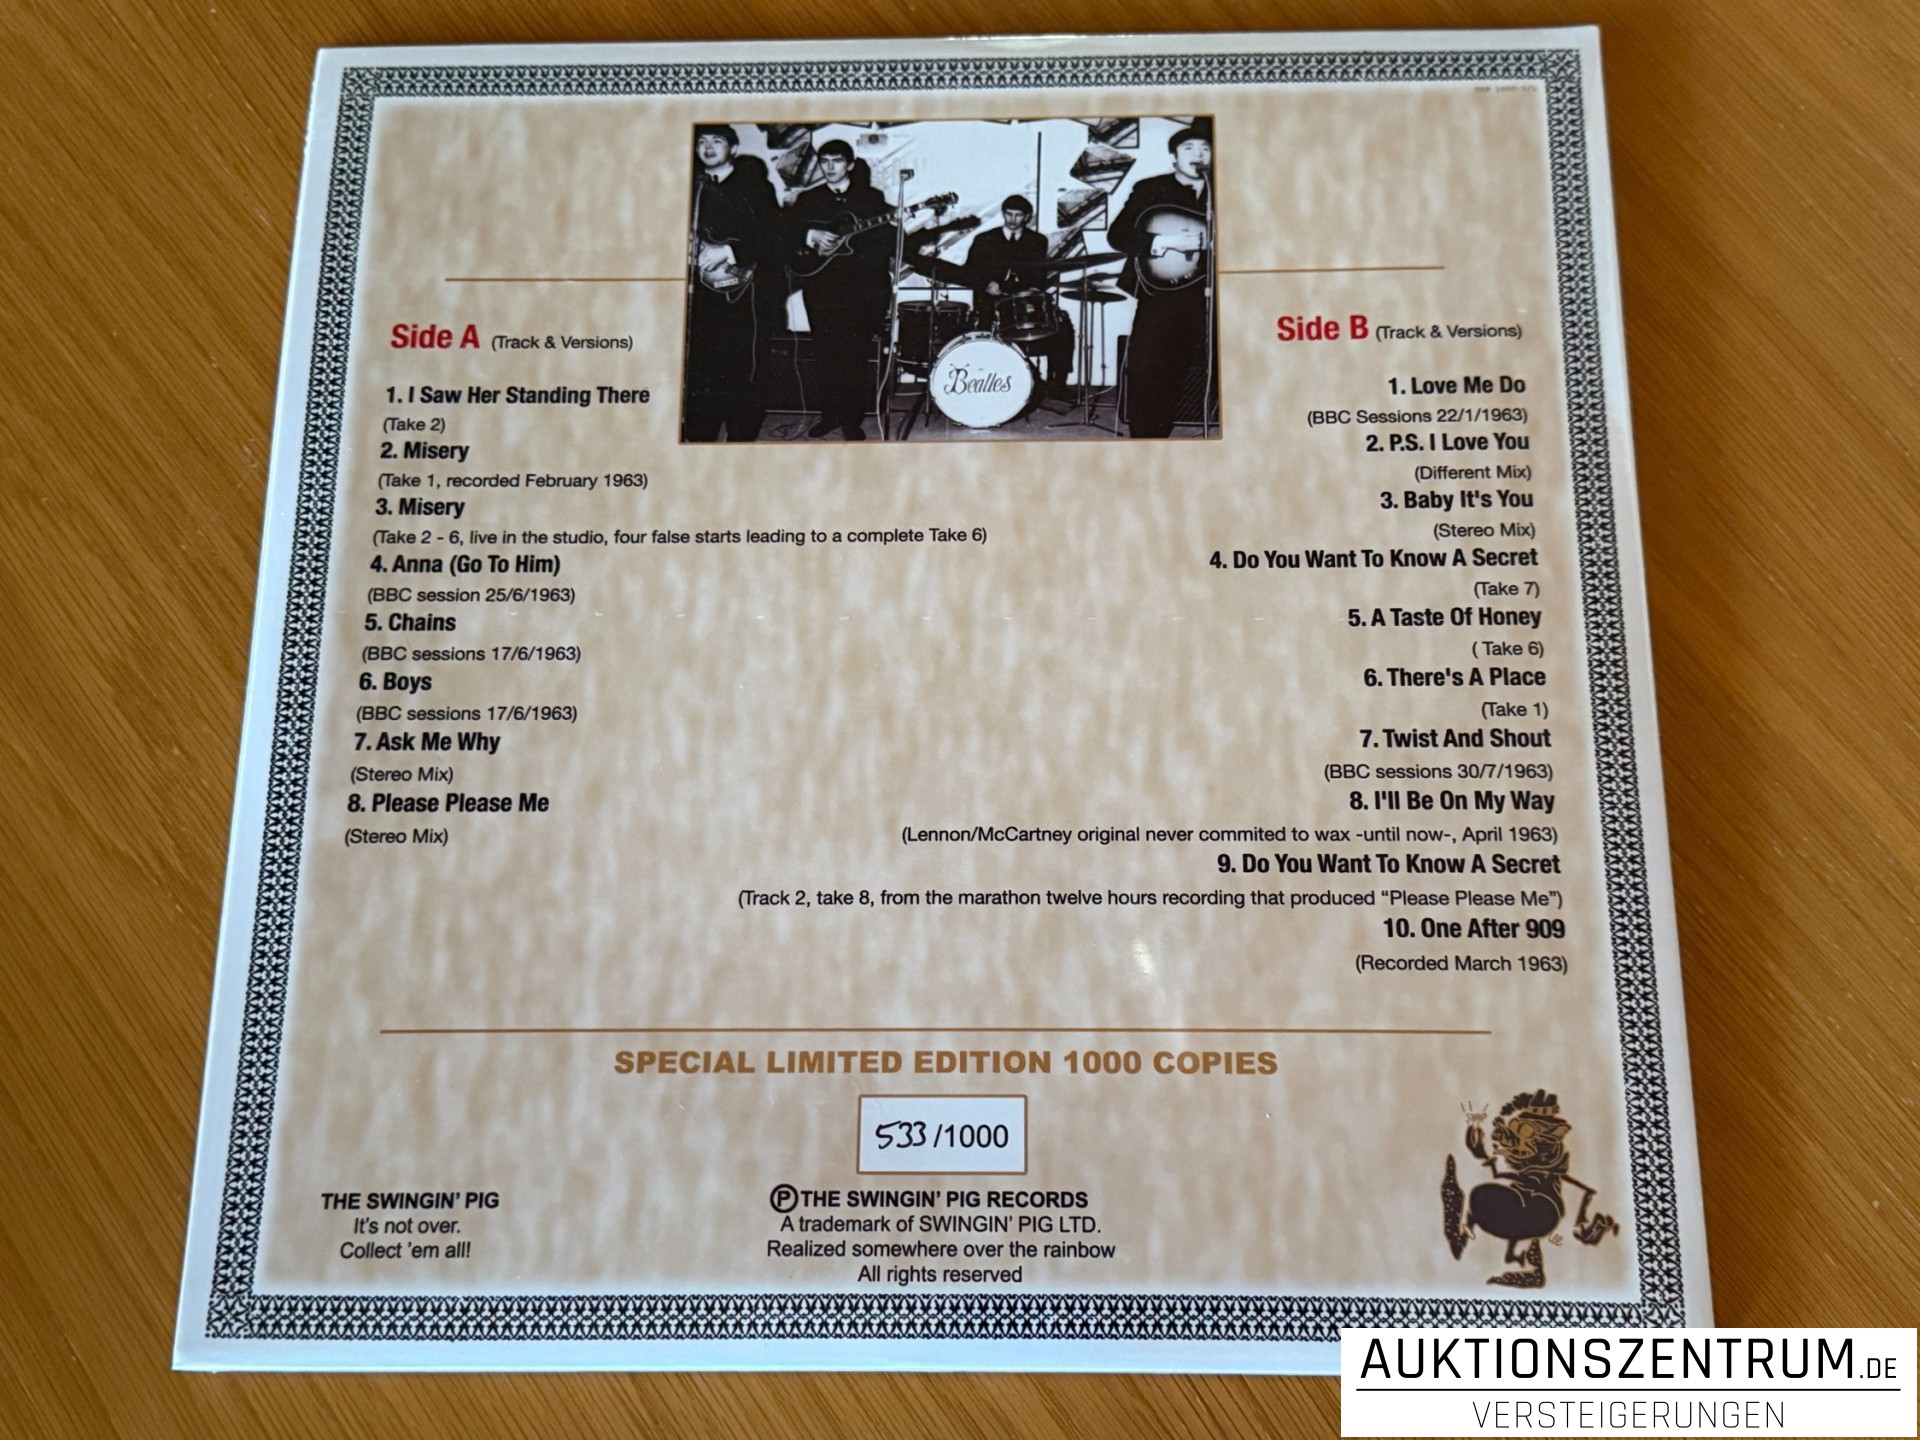 Beatles
Side A (Track & Versions)
1. I Saw Her Standing There
(Take 2)
2. Misery
(Take 1, recorded February 1963)
3. Misery
(Take 2 - 6, live in the studio, four false starts leading to a complete Take 6)
4. Anna (Go To Him)
(BBC session 25/6/1963)
5. Chains
(BBC sessions 17/6/1963)
6. Boys
(BBC sessions 17/6/1963)
7. Ask Me Why
(Stereo Mix)
8. Please Please Me
(Stereo Mix)
Side B (Track & Versions)
1. Love Me Do
(BBC Sessions 22/1/1963)
2. P.S. I Love You
(Different Mix)
3. Baby It's You
(Stereo Mix)
4. Do You Want To Know A Secret
(Take 7)
5. A Taste Of Honey
( Take 6)
6. There's A Place
(Take 1)
7. Twist And Shout
(BBC sessions 30/7/1963)
8. I'll Be On My Way
(Lennon/McCartney original never commited to wax -until now-, April 1963)
9. Do You Want To Know A Secret
(Track 2, take 8, from the marathon twelve hours recording that produced “Please Please Me”)
10. One After 909
(Recorded March 1963)
SPECIAL LIMITED EDITION 1000 COPIES
533/1000
THE SWINGIN' PIG
It's not over.
Collect 'em all!
Ⓟ THE SWINGIN' PIG RECORDS
A trademark of SWINGIN' PIG LTD.
Realized somewhere over the rainbow
All rights reserved
AUKTIONSZENTRUM.DE
VERSTEIGERUNGEN